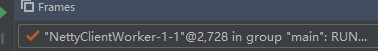 Frames
"NettyClientWorker-1-1"@2,728 in group "main": RUN...